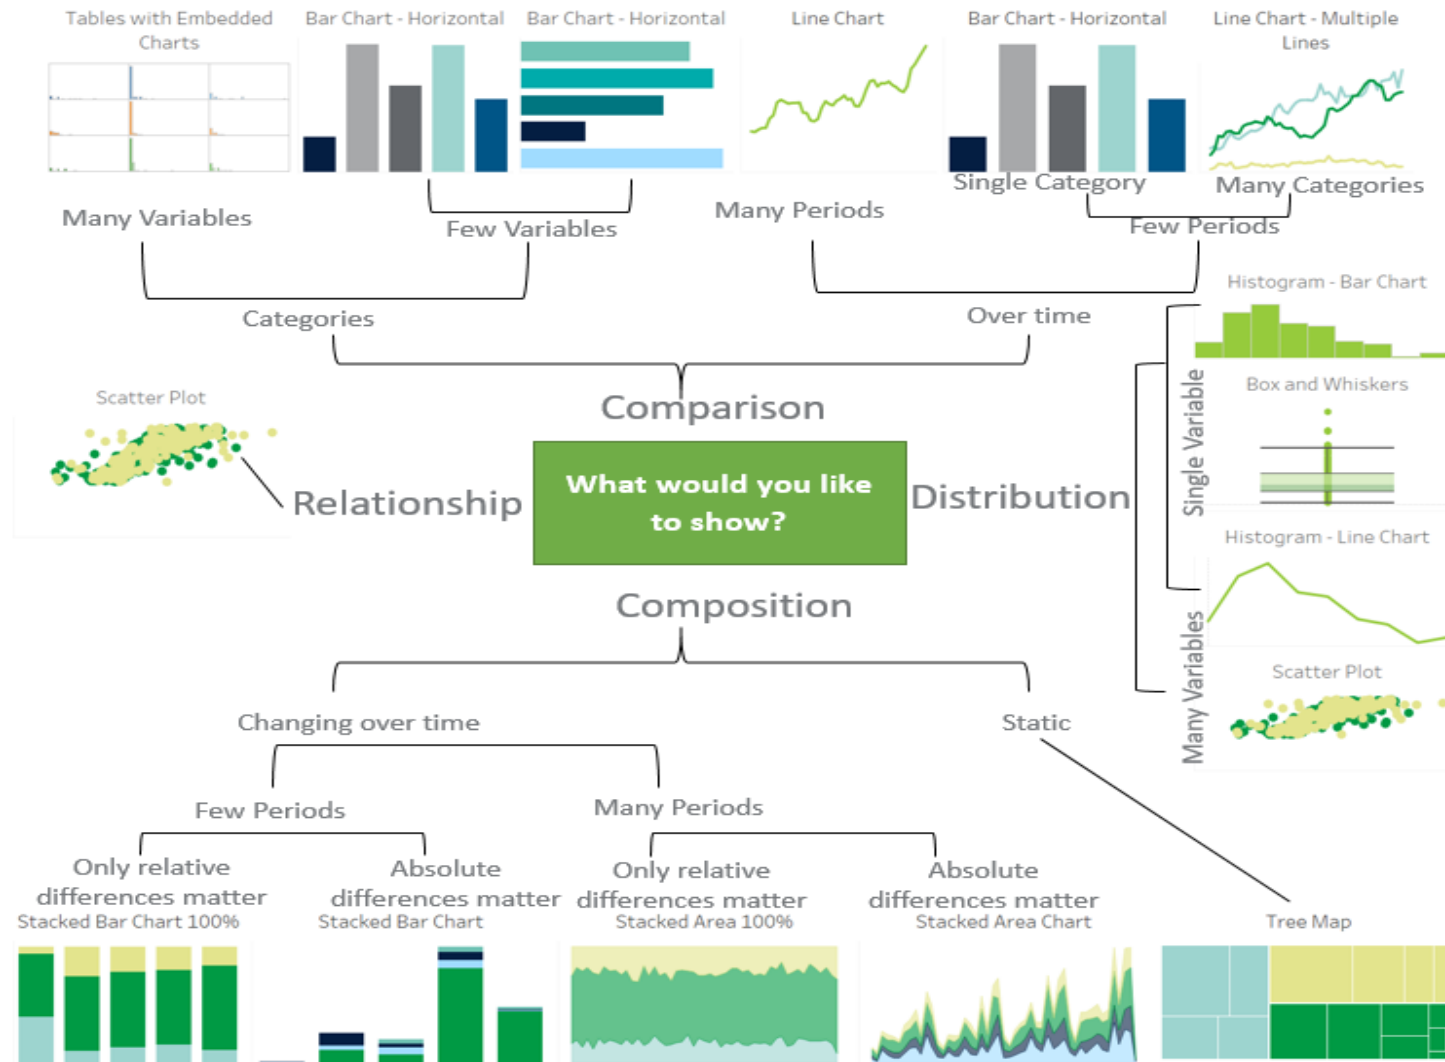 Tables with Embedded
Charts
Bar Chart - Horizontal
Bar Chart - Horizontal
Line Chart
Bar Chart - Horizontal
Line Chart - Multiple
Lines
Single Category
Many Categories
Many Variables
Few Variables
Many Periods
Few Periods
Categories
Over time
Histogram - Bar Chart
Scatter Plot
Comparison
Single Variable
Box and Whiskers
Relationship
What would you like
to show?
Distribution
Histogram - Line Chart
Composition
Many Variables
Scatter Plot
Changing over time
Static
Few Periods
Many Periods
Only relative
differences matter
Absolute
differences matter
Only relative
differences matter
Absolute
differences matter
Stacked Bar Chart 100%
Stacked Bar Chart
Stacked Area 100%
Stacked Area Chart
Tree Map